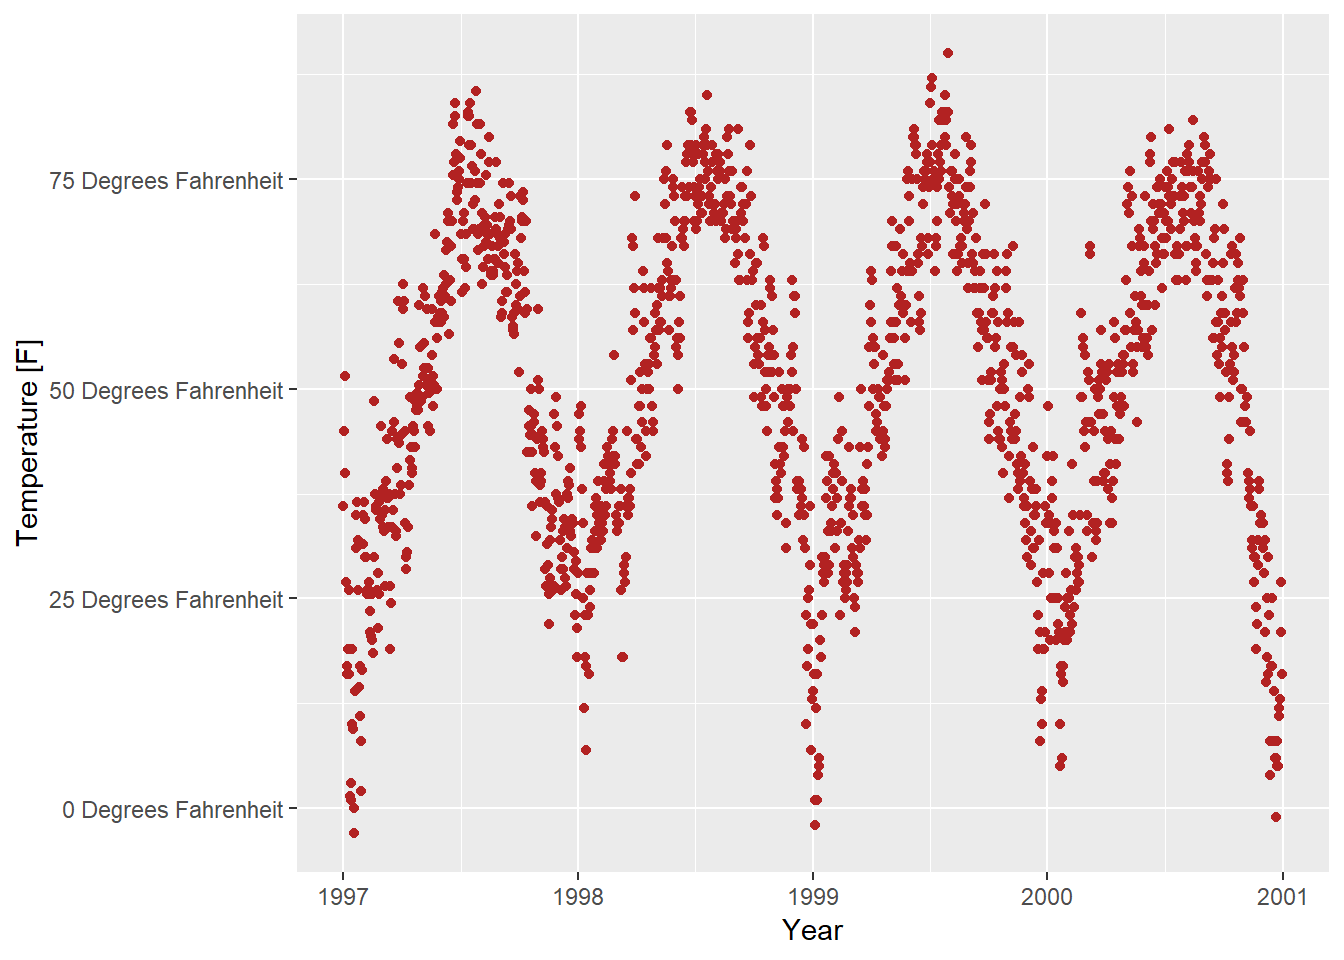 75 Degrees Fahrenheit
50 Degrees Fahrenheit
25 Degrees Fahrenheit
0 Degrees Fahrenheit
Temperature [F]
1997 1998 1999 2000 2001
Year